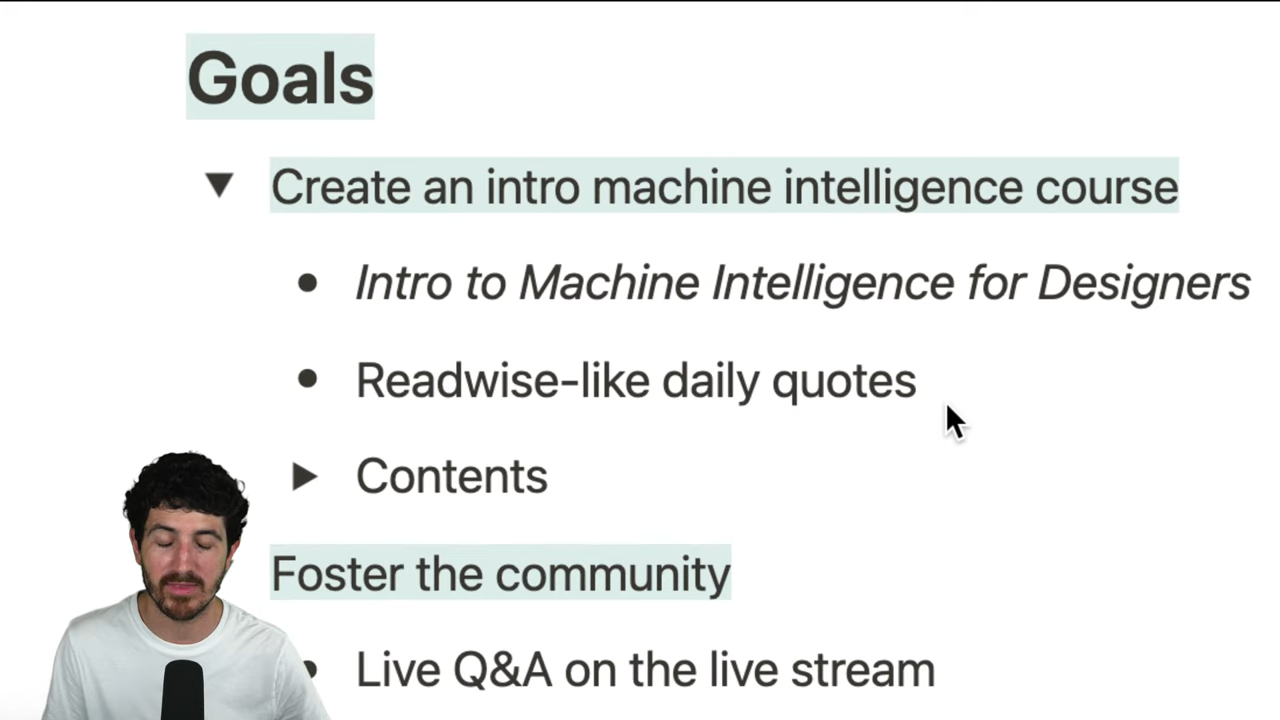 Goals
Create an intro machine intelligence course
Intro to Machine Intelligence for Designers
Readwise-like daily quotes
Contents
Foster the community
Live Q&A on the live stream